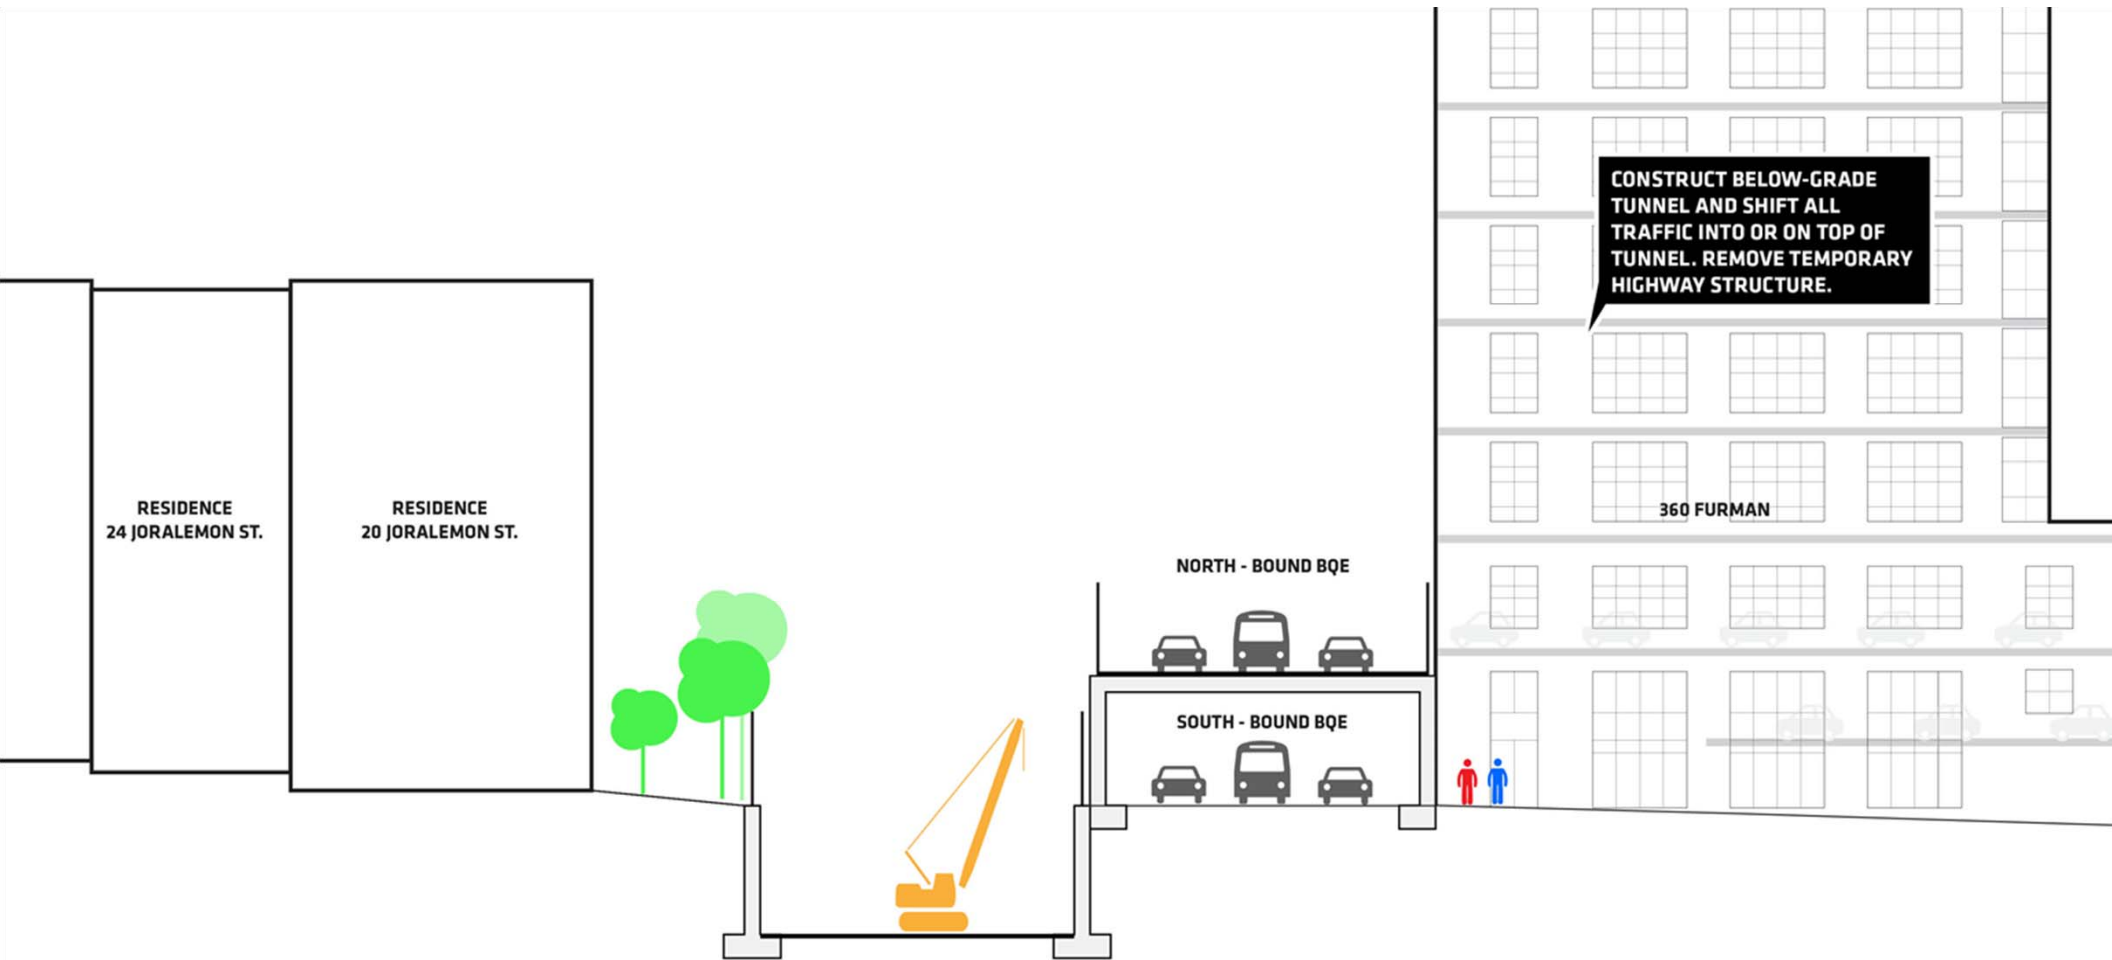 CONSTRUCT BELOW-GRADE
TUNNEL AND SHIFT ALL
TRAFFIC INTO OR ON TOP OF
TUNNEL. REMOVE TEMPORARY
HIGHWAY STRUCTURE.
RESIDENCE
24 JORALEMON ST.
RESIDENCE
20 JORALEMON ST.
360 FURMAN
NORTH - BOUND BQE
SOUTH - BOUND BQE